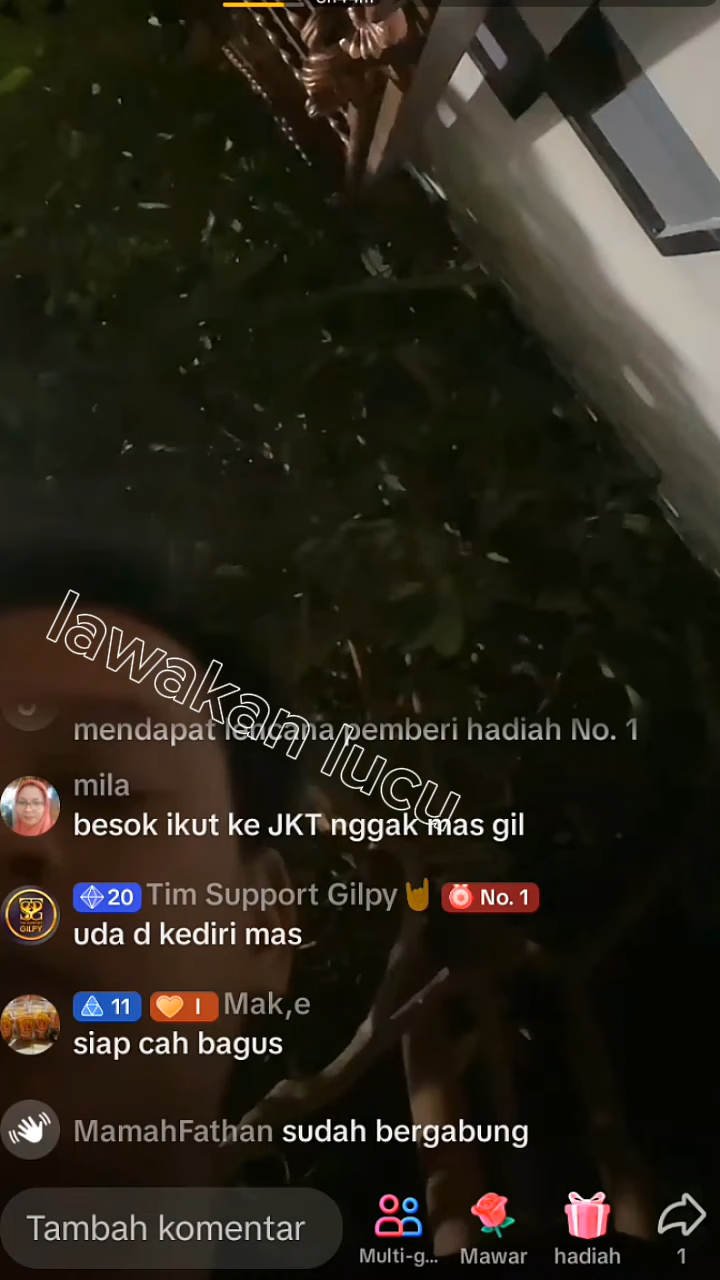 lawakan lucu
mendapat lencana pemberi hadiah No. 1
mila
besok ikut ke JKT nggak mas gil
20 Tim Support Gilpy🤘 No. 1
GILPY
uda d kediri mas
11 I Mak,e
siap cah bagus
MamahFathan sudah bergabung
Tambah komentar
Multi-g... Mawar hadiah 1